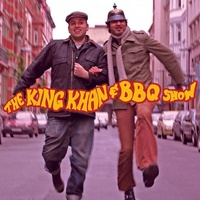 THE KING KHAN & BBQ SHOW